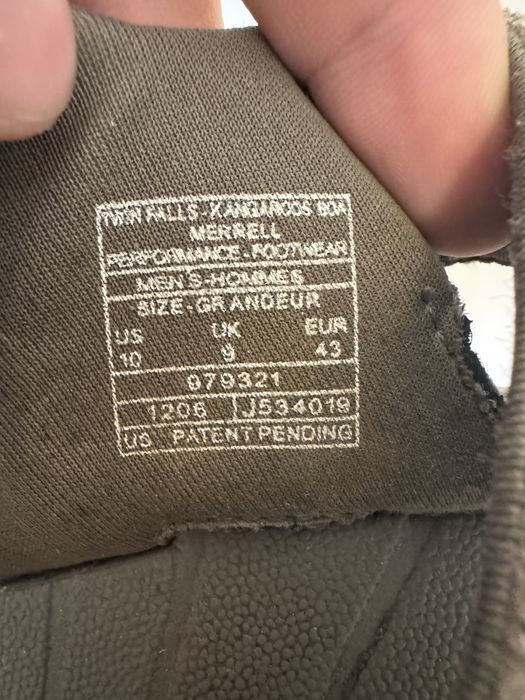 FALLS - KANGAROOS BOA
MERRELL
PERFORMANCE - FOOTWEAR
MEN'S-HOMMES
SIZE - GRANDEUR
US UK EUR
10 9 43
979321
1206 J534019
US PATENT PENDING